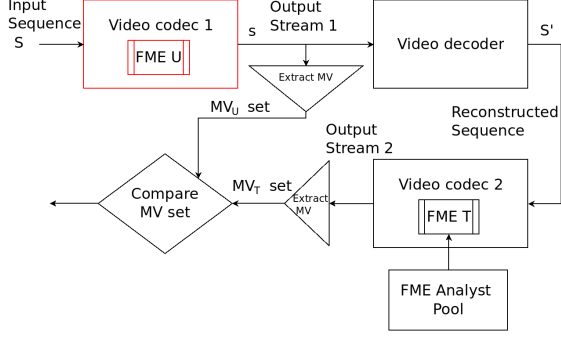 Input
Sequence
S
Video codec 1
FME U
s
Output
Stream 1
Extract MV
Video decoder
S'
MVU set
Reconstructed
Sequence
Output
Stream 2
Compare
MV set
MVT set
Extract
MV
Video codec 2
FME T
FME Analyst
Pool